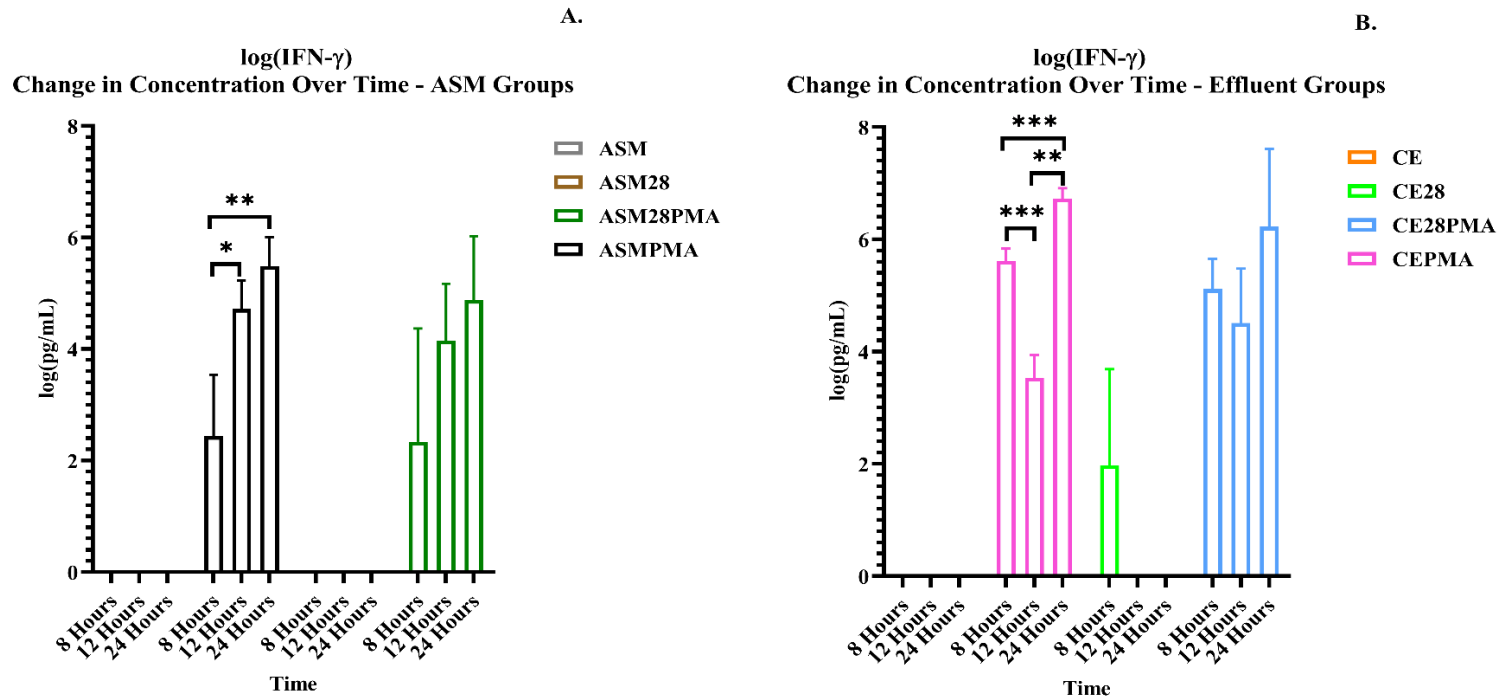 A.
log(IFN-γ)
Change in Concentration Over Time - ASM Groups
8
6
4
2
0
log(pg/mL)
*
**
8 Hours
12 Hours
24 Hours
8 Hours
12 Hours
24 Hours
8 Hours
12 Hours
24 Hours
8 Hours
12 Hours
24 Hours
Time
ASM
ASM28
ASM28PMA
ASMPMA
B.
log(IFN-γ)
Change in Concentration Over Time - Effluent Groups
8
6
4
2
0
log(pg/mL)
***
**
***
8 Hours
12 Hours
24 Hours
8 Hours
12 Hours
24 Hours
8 Hours
12 Hours
24 Hours
8 Hours
12 Hours
24 Hours
Time
CE
CE28
CE28PMA
CEPMA